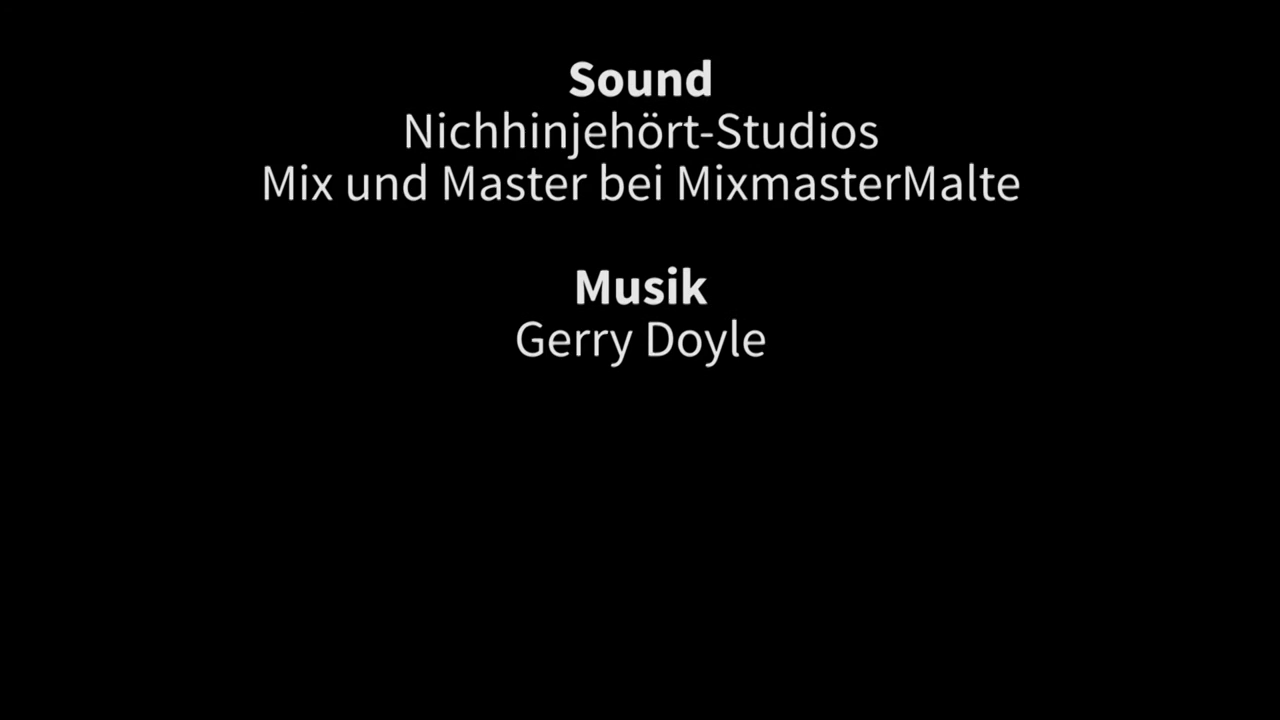 Sound
Nichhinjehört-Studios
Mix und Master bei MixmasterMalte
Musik
Gerry Doyle